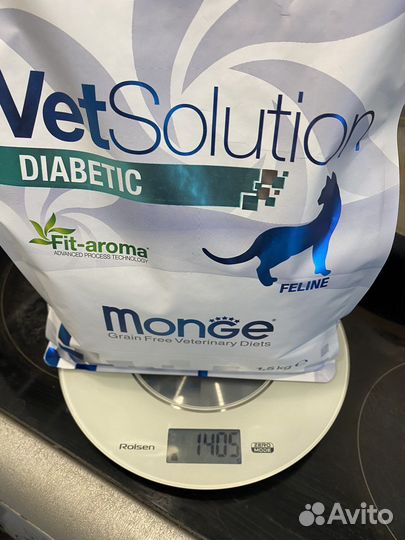 VetSolution
DIABETIC
Fit-aroma
ADVANCED PROCESS TECHNOLOGY
FELINE
monGe
Grain Free Veterinary Diets
1,5 kg e
Rolsen
1405
ZERO
MODE
Avito